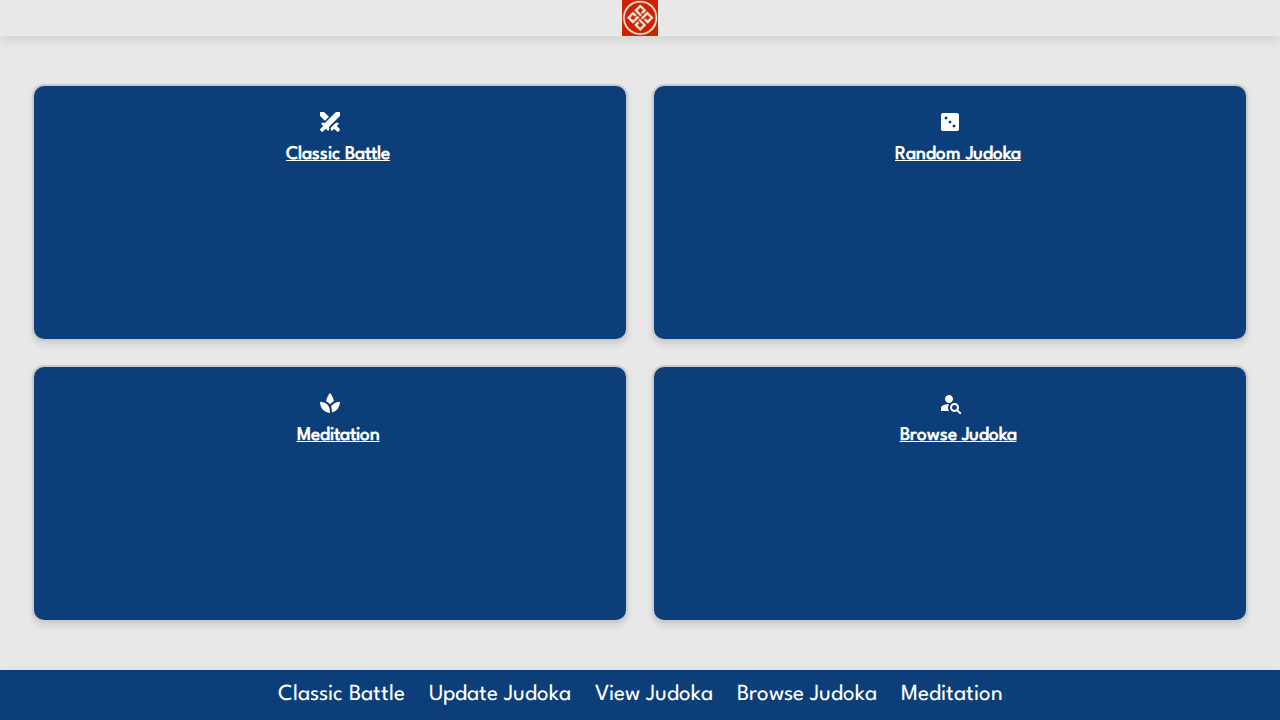 Classic Battle
Random Judoka
Meditation
Browse Judoka
Classic Battle Update Judoka View Judoka Browse Judoka Meditation